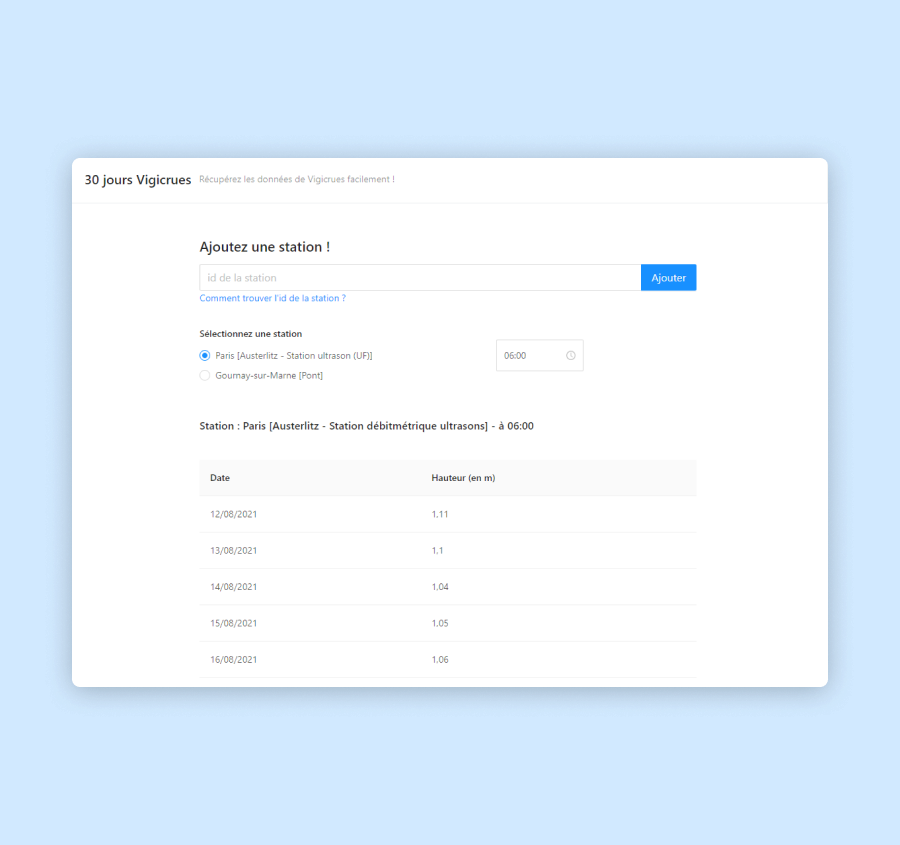 30 jours Vigicrues Récupérez les données de Vigicrues facilement !
Ajoutez une station !
id de la station Ajouter
Comment trouver l'id de la station ?
Sélectionnez une station
Paris [Austerlitz - Station ultrason (UF)] 06:00
Gournay-sur-Marne [Pont]
Station : Paris [Austerlitz - Station débitmétrique ultrasons] - à 06:00
Date Hauteur (en m)
12/08/2021 1,11
13/08/2021 1,1
14/08/2021 1,04
15/08/2021 1,05
16/08/2021 1,06